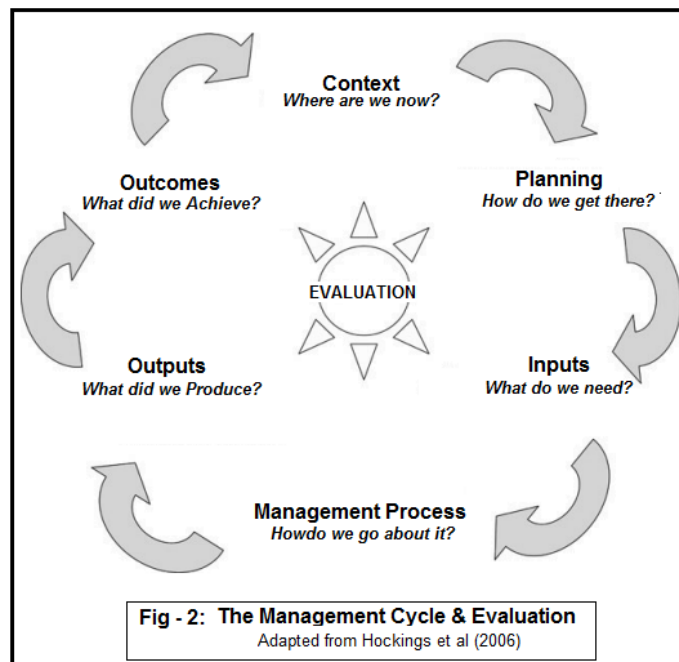 Context
Where are we now?
Planning
How do we get there?
Inputs
What do we need?
Management Process
Howdo we go about it?
Outputs
What did we Produce?
Outcomes
What did we Achieve?
EVALUATION
Fig - 2: The Management Cycle & Evaluation
Adapted from Hockings et al (2006)